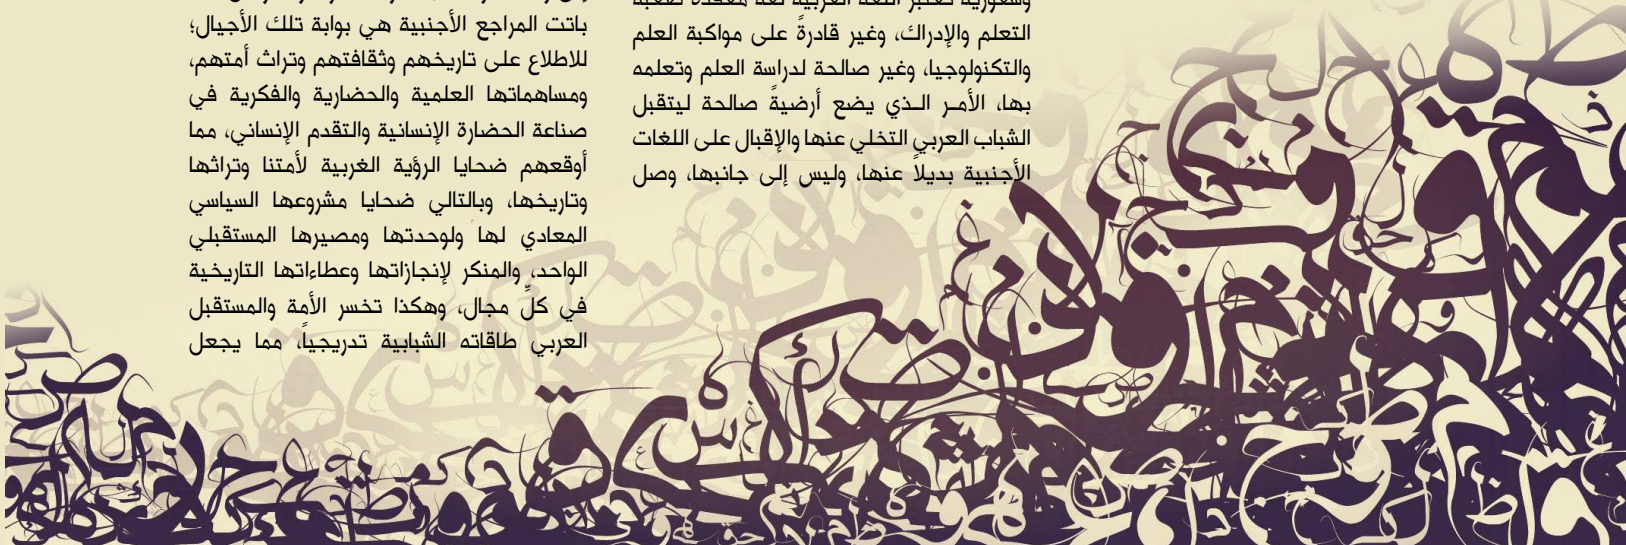 التعلم والإدراك، وغير قادرةً على مواكبة العلم
والتكنولوجيا، وغير صالحة لدراسة العلم وتعلمه
بها، الأمر الذي يضع أرضيةً صالحة ليتقبل
الشباب العربي التخلي عنها والإقبال على اللغات
الأجنبية بديلاً عنها، وليس إلى جانبها، وصل
باتت المراجع الأجنبية هي بوابة تلك الأجيال؛
للاطلاع على تاريخهم وثقافتهم وتراث أمتهم،
ومساهماتها العلمية والحضارية والفكرية في
صناعة الحضارة الإنسانية والتقدم الإنساني، مما
أوقعهم ضحايا الرؤية الغربية لأمتنا وتراثها
وتاريخها، وبالتالي ضحايا مشروعها السياسي
المعادي لها ولوحدتها ومصيرها المستقبلي
الواحد، والمنكر لإنجازاتها وعطاءاتها التاريخية
في كلِّ مجال، وهكذا تخسر الأمة والمستقبل
العربي طاقاته الشبابية تدريجياً، مما يجعل